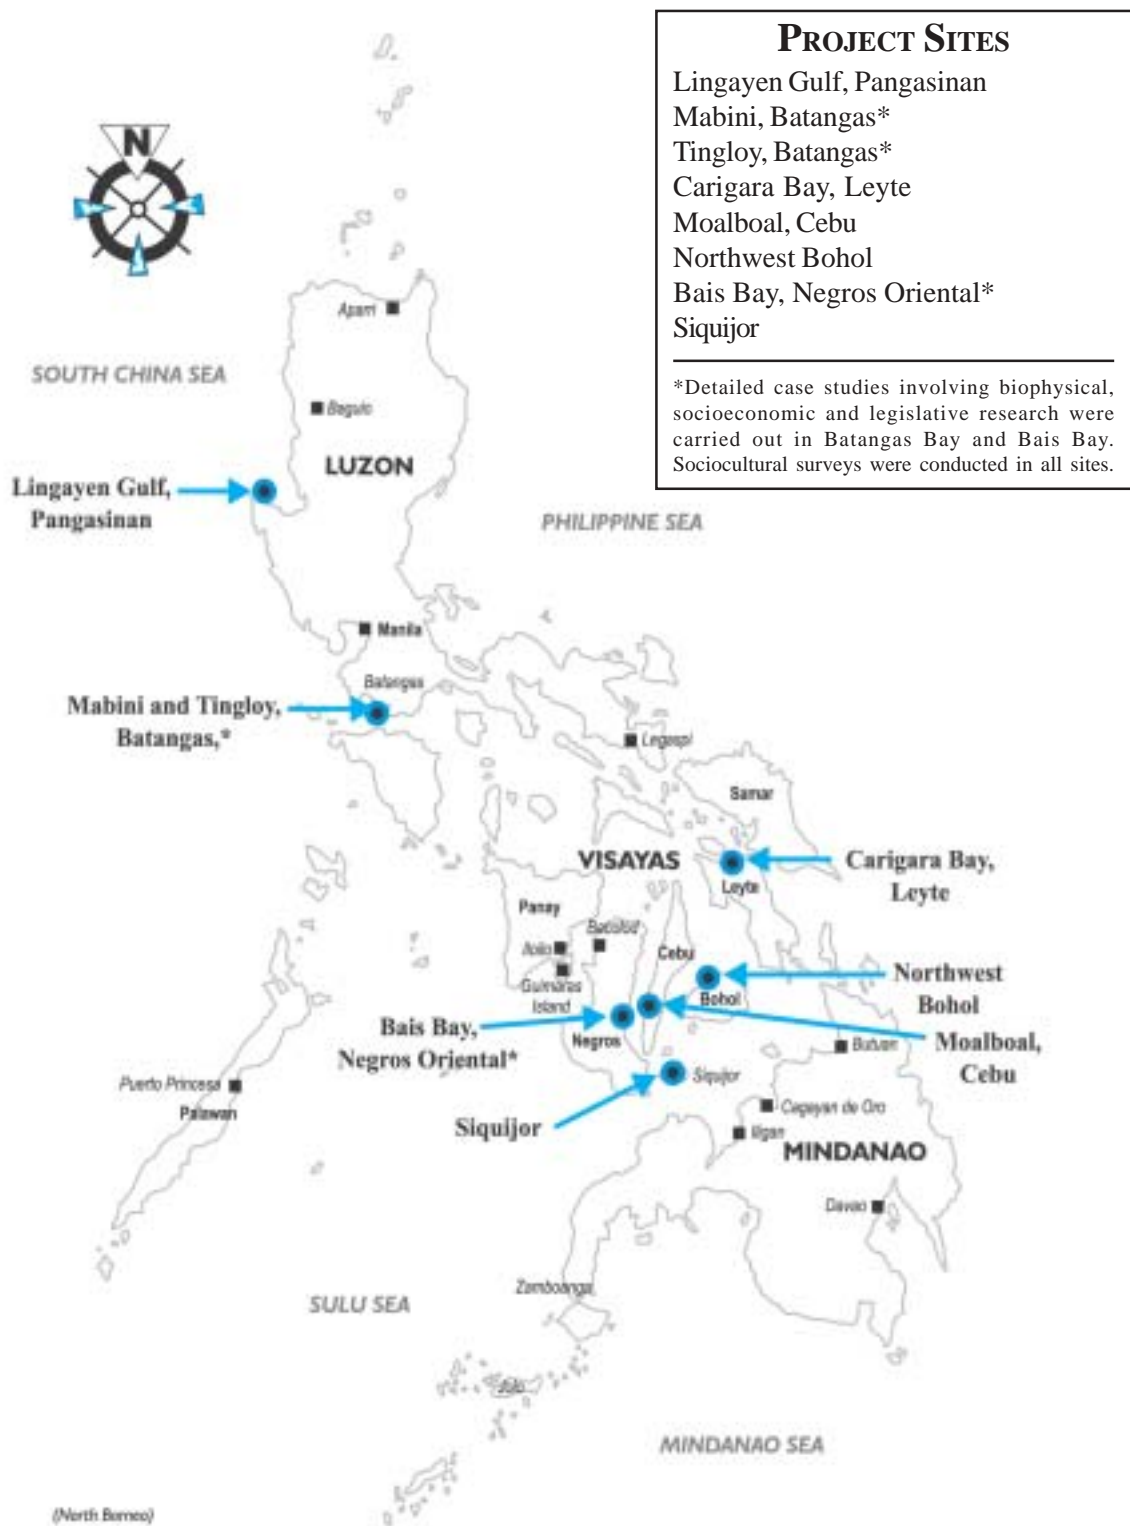 PROJECT SITES
Lingayen Gulf, Pangasinan
Mabini, Batangas*
Tingloy, Batangas*
Carigara Bay, Leyte
Moalboal, Cebu
Northwest Bohol
Bais Bay, Negros Oriental*
Siquijor
*Detailed case studies involving biophysical,
socioeconomic and legislative research were
carried out in Batangas Bay and Bais Bay.
Sociocultural surveys were conducted in all sites.
N
Aparri
SOUTH CHINA SEA
Baguio
LUZON
Lingayen Gulf,
Pangasinan
PHILIPPINE SEA
Manila
Batangas
Mabini and Tingloy,
Batangas,*
Legaspi
Samar
VISAYAS
Carigara Bay,
Leyte
Leyte
Panay
Bacolod
Iloilo
Cebu
Guimaras
Island
Northwest
Bohol
Bohol
Bais Bay,
Negros Oriental*
Negros
Butuan
Moalboal,
Cebu
Siquijor
Puerto Princesa
Palawan
Siquijor
Cagayan de Oro
Iligan
MINDANAO
Davao
Zamboanga
SULU SEA
Jolo
MINDANAO SEA
(North Borneo)